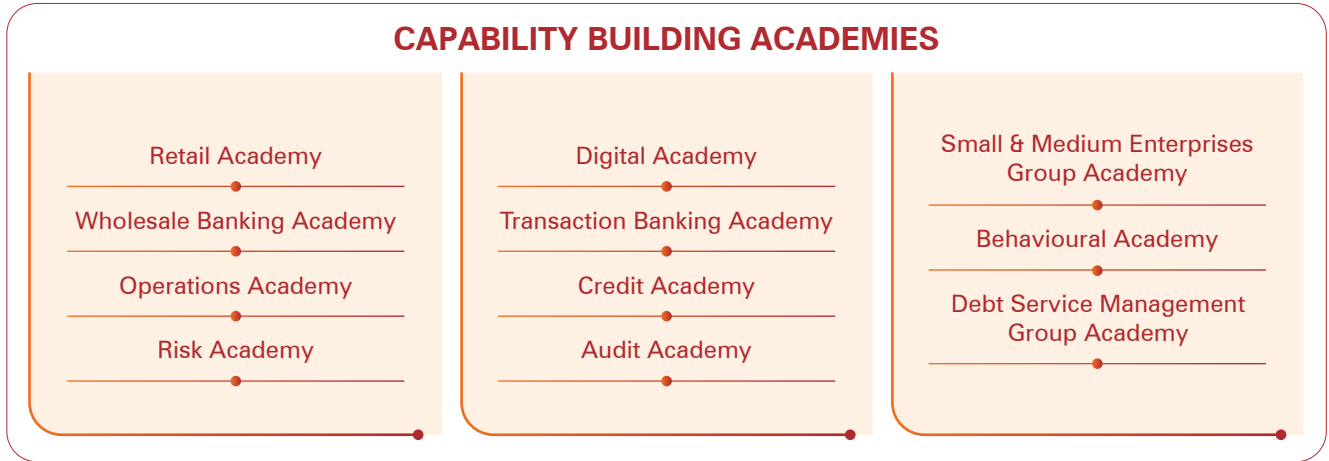 CAPABILITY BUILDING ACADEMIES
Retail Academy
Wholesale Banking Academy
Operations Academy
Risk Academy
Digital Academy
Transaction Banking Academy
Credit Academy
Audit Academy
Small & Medium Enterprises
Group Academy
Behavioural Academy
Debt Service Management
Group Academy